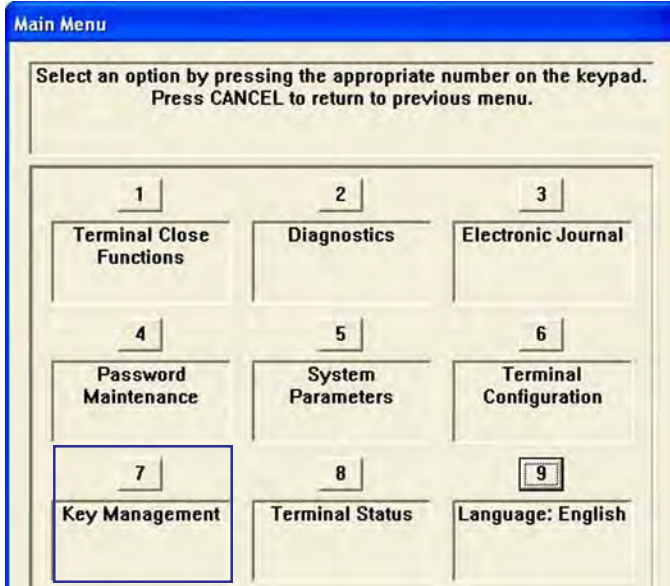 Main Menu
Select an option by pressing the appropriate number on the keypad.
Press CANCEL to return to previous menu.
1
2
3
Terminal Close
Functions
Diagnostics
Electronic Journal
4
5
6
Password
Maintenance
System
Parameters
Terminal
Configuration
7
8
9
Key Management
Terminal Status
Language: English